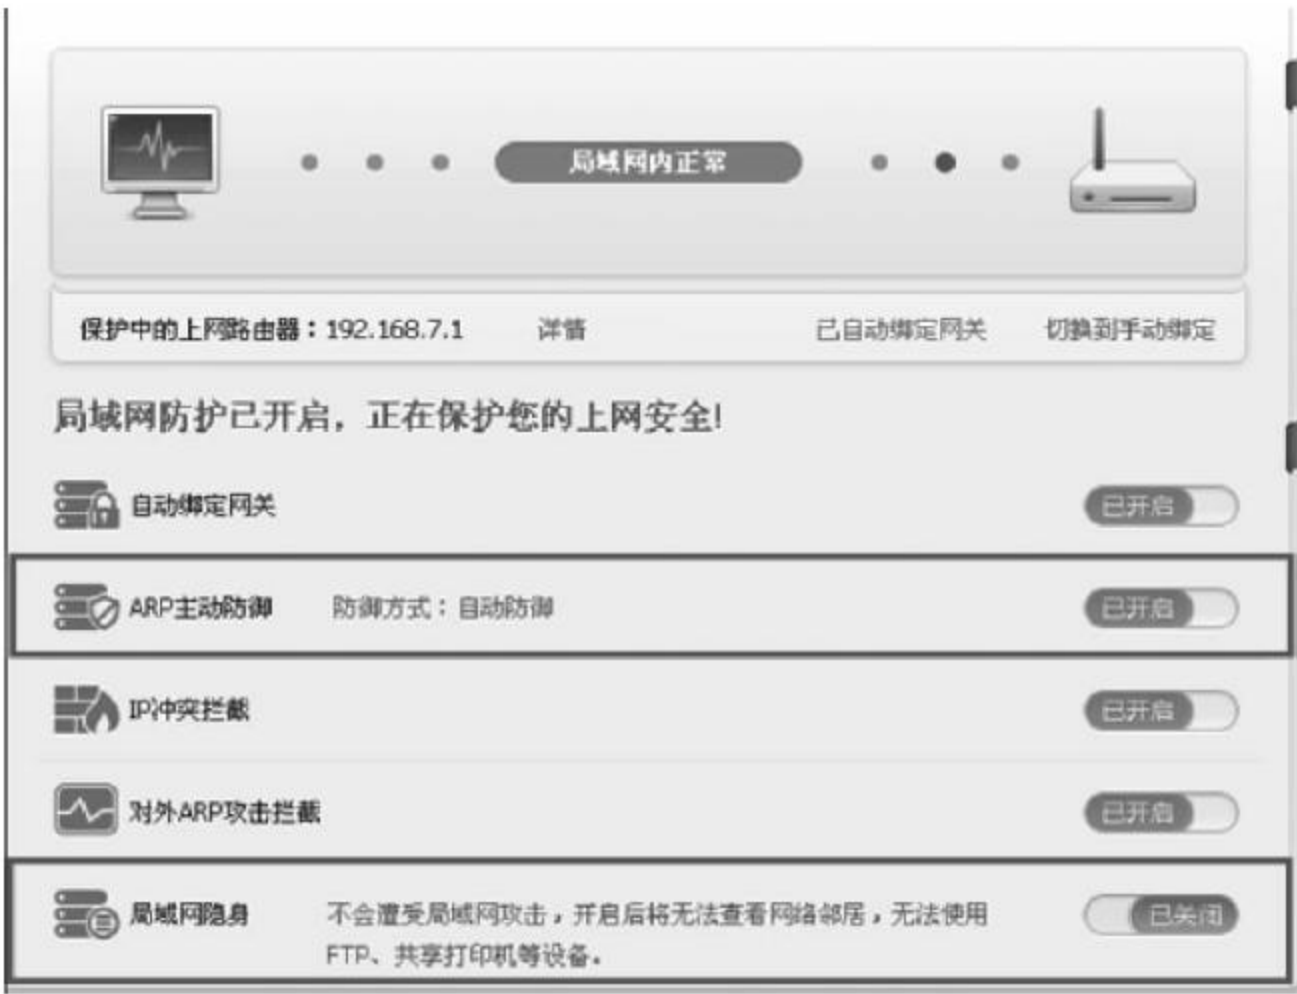 局域网内正常
保护中的上网路由器：192.168.7.1 详情 已自动绑定网关 切换到手动绑定
局域网防护已开启，正在保护您的上网安全!
自动绑定网关 已开启
ARP主动防御 防御方式：自动防御 已开启
IP冲突拦截 已开启
对外ARP攻击拦截 已开启
局域网隐身 不会遭受局域网攻击，开启后将无法查看网络邻居，无法使用 已关闭
FTP、共享打印机等设备。